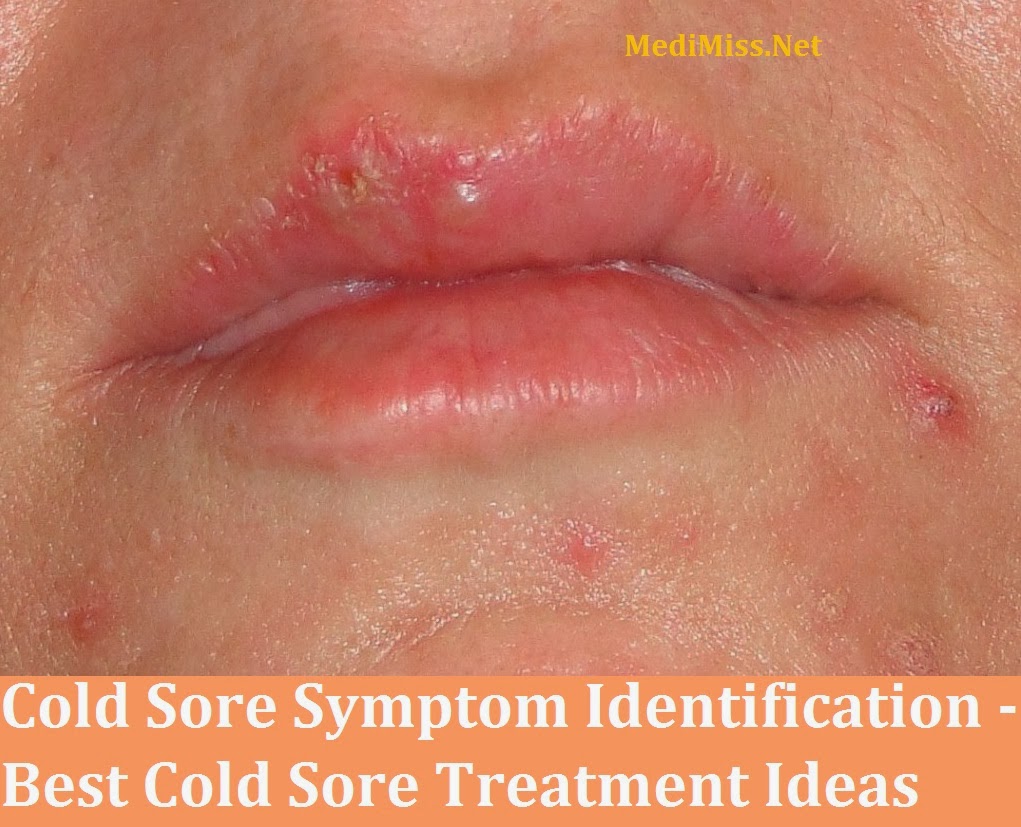 MediMiss.Net
Cold Sore Symptom Identification -
Best Cold Sore Treatment Ideas